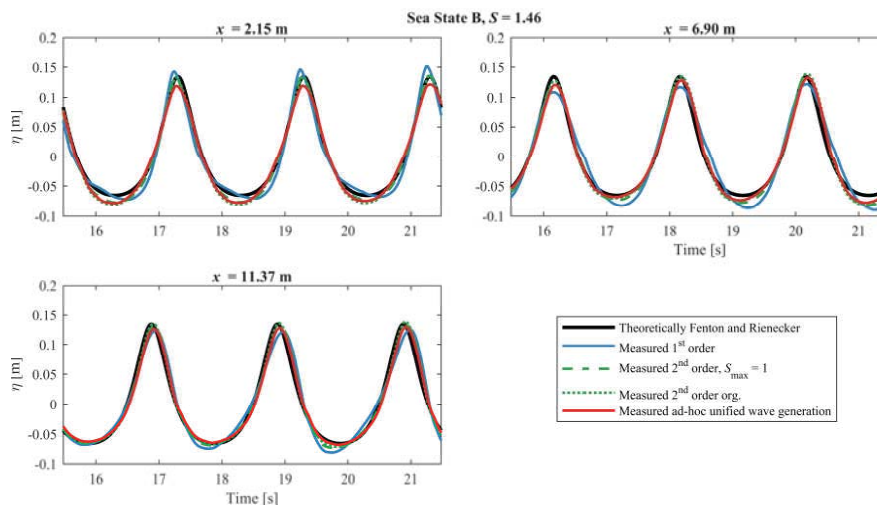 Sea State B, S = 1.46
x = 2.15 m
0.2
0.15
0.1
0.05
0
-0.05
-0.1
η [m]
16 17 18 19 20 21
x = 6.90 m
0.2
0.15
0.1
0.05
0
-0.05
-0.1
η [m]
16 17 18 19 20 21
Time [s]
x = 11.37 m
0.2
0.15
0.1
0.05
0
-0.05
-0.1
η [m]
16 17 18 19 20 21
Time [s]
Theoretically Fenton and Rienecker
Measured 1st order
Measured 2nd order, Smax = 1
Measured 2nd order org.
Measured ad-hoc unified wave generation